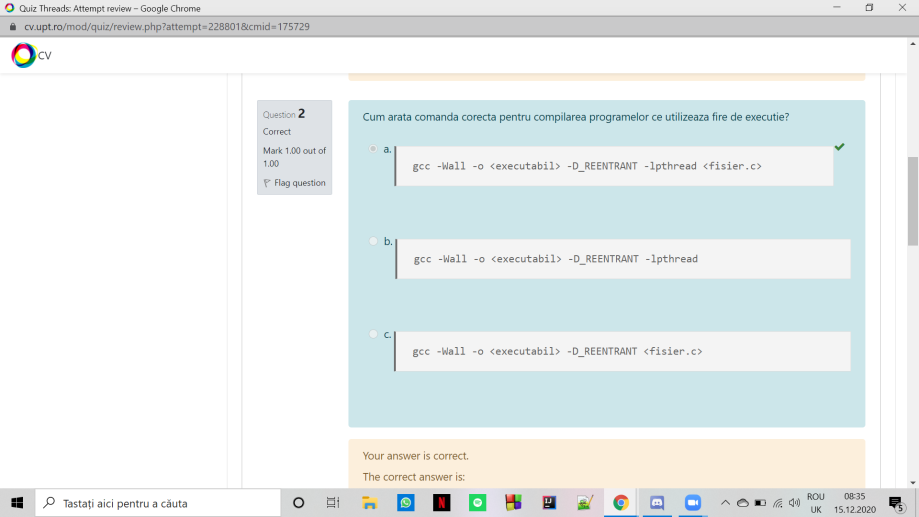 Quiz Threads: Attempt review – Google Chrome
cv.upt.ro/mod/quiz/review.php?attempt=228801&cmid=175729
CV
Question 2
Correct
Mark 1.00 out of
1.00
Flag question
Cum arata comanda corecta pentru compilarea programelor ce utilizeaza fire de executie?
a.
gcc -Wall -o <executabil> -D_REENTRANT -lpthread <fisier.c>
b.
gcc -Wall -o <executabil> -D_REENTRANT -lpthread
c.
gcc -Wall -o <executabil> -D_REENTRANT <fisier.c>
Your answer is correct.
The correct answer is:
Tastați aici pentru a căuta
ROU
UK
08:35
15.12.2020
5